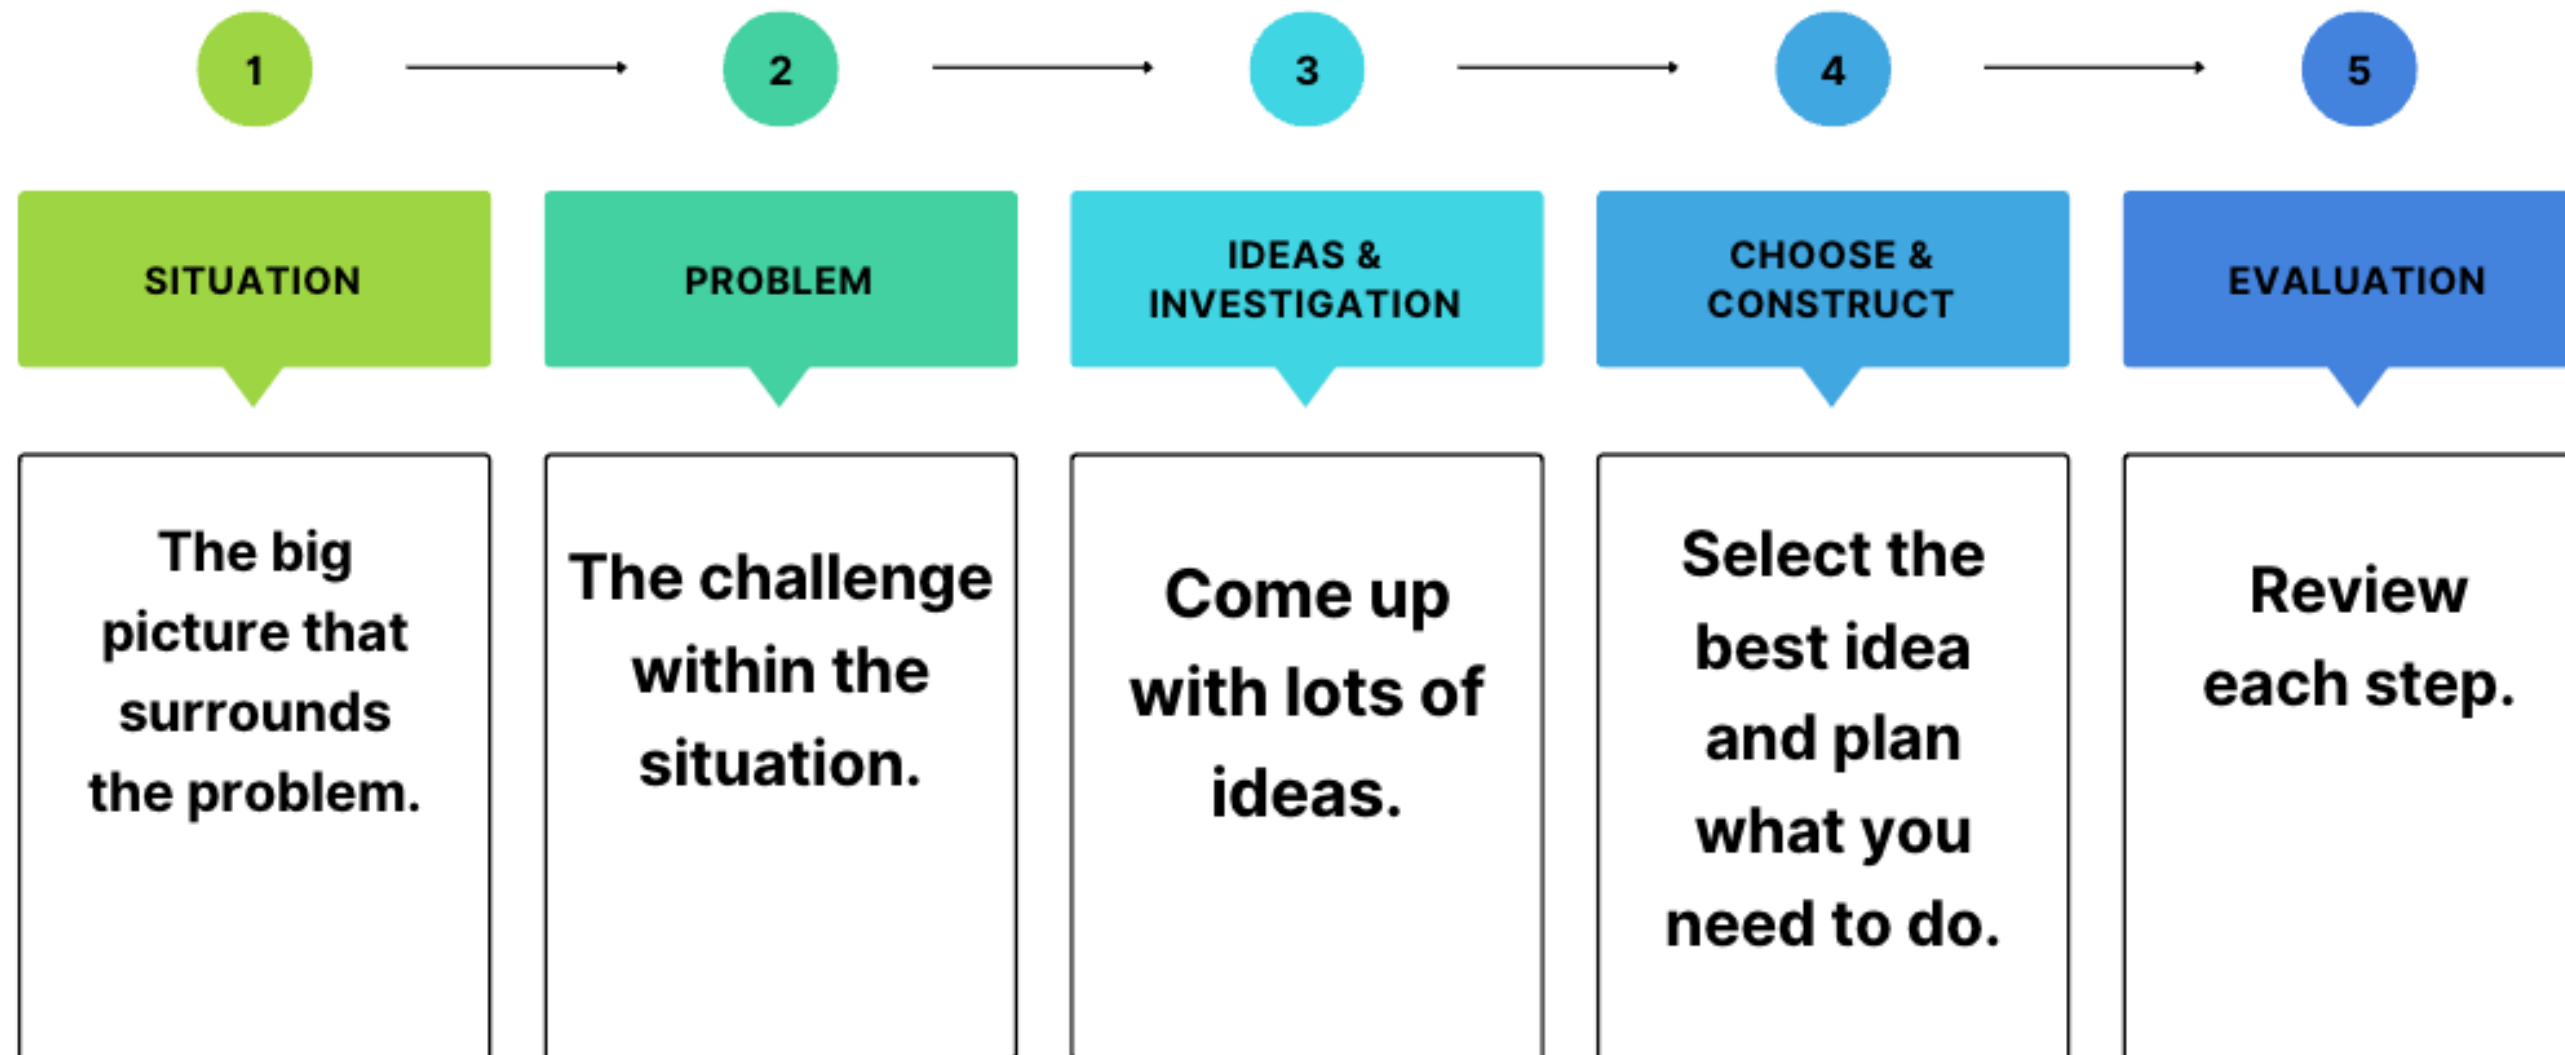 1
2
3
4
5
SITUATION
PROBLEM
IDEAS &
INVESTIGATION
CHOOSE &
CONSTRUCT
EVALUATION
The big
picture that
surrounds
the problem.
The challenge
within the
situation.
Come up
with lots of
ideas.
Select the
best idea
and plan
what you
need to do.
Review
each step.